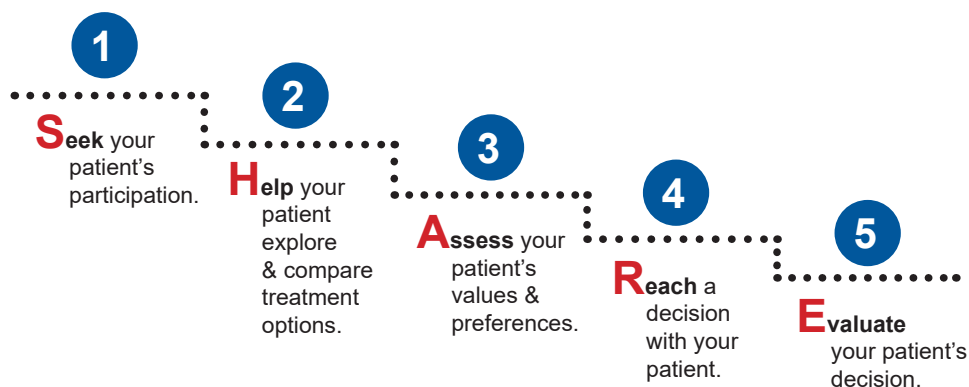 1
Seek your
patient's
participation.
2
Help your
patient
explore
& compare
treatment
options.
3
Assess your
patient's
values &
preferences.
4
Reach a
decision
with your
patient.
5
Evaluate
your patient's
decision.